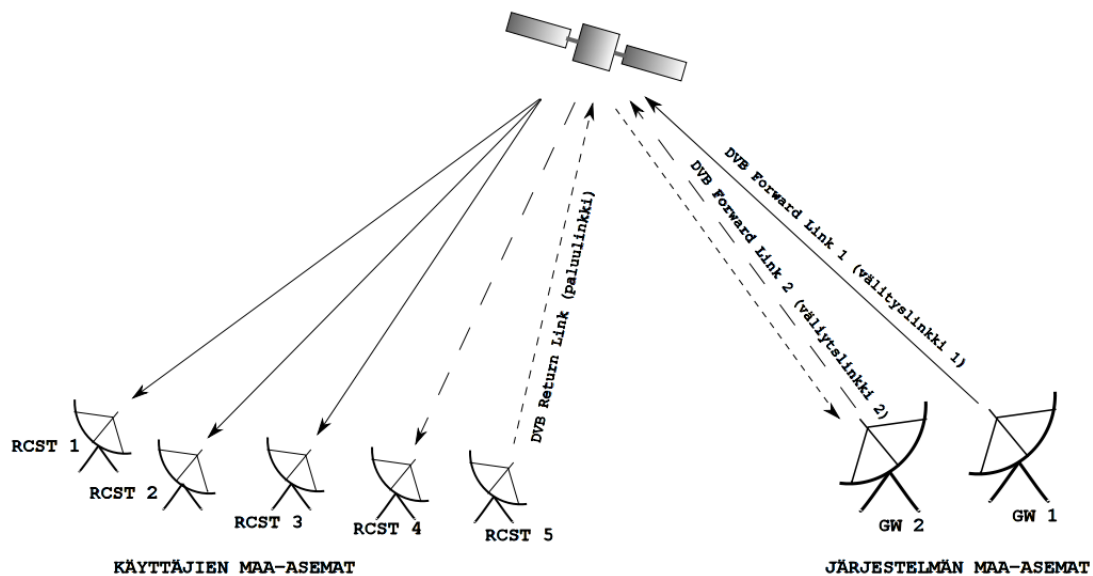 DVB Forward Link 1 (välityslinkki 1)
DVB Forward Link 2 (väliytslinkki 2)
DVB Return Link (paluulinkki)
RCST 1
RCST 2
RCST 3
RCST 4
RCST 5
GW 2
GW 1
KÄYTTÄJIEN MAA-ASEMAT
JÄRJESTELMÄN MAA-ASEMAT